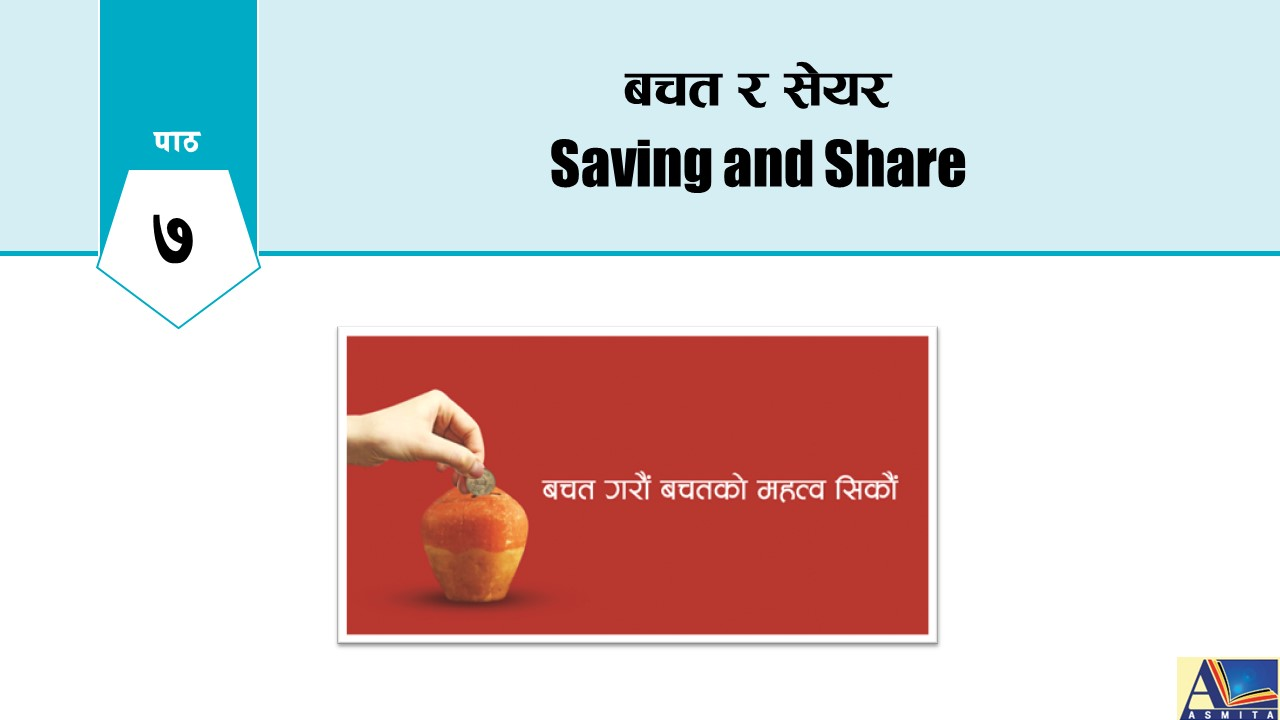 पाठ
७
बचत र सेयर
Saving and Share
बचत गरौं बचतको महत्व सिकौं
ASMITA